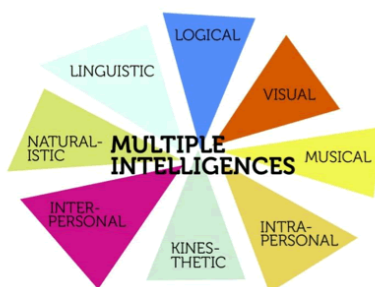 LOGICAL
LINGUISTIC
VISUAL
NATURAL-
ISTIC
MULTIPLE
INTELLIGENCES
MUSICAL
INTER-
PERSONAL
INTRA-
PERSONAL
KINES-
THETIC